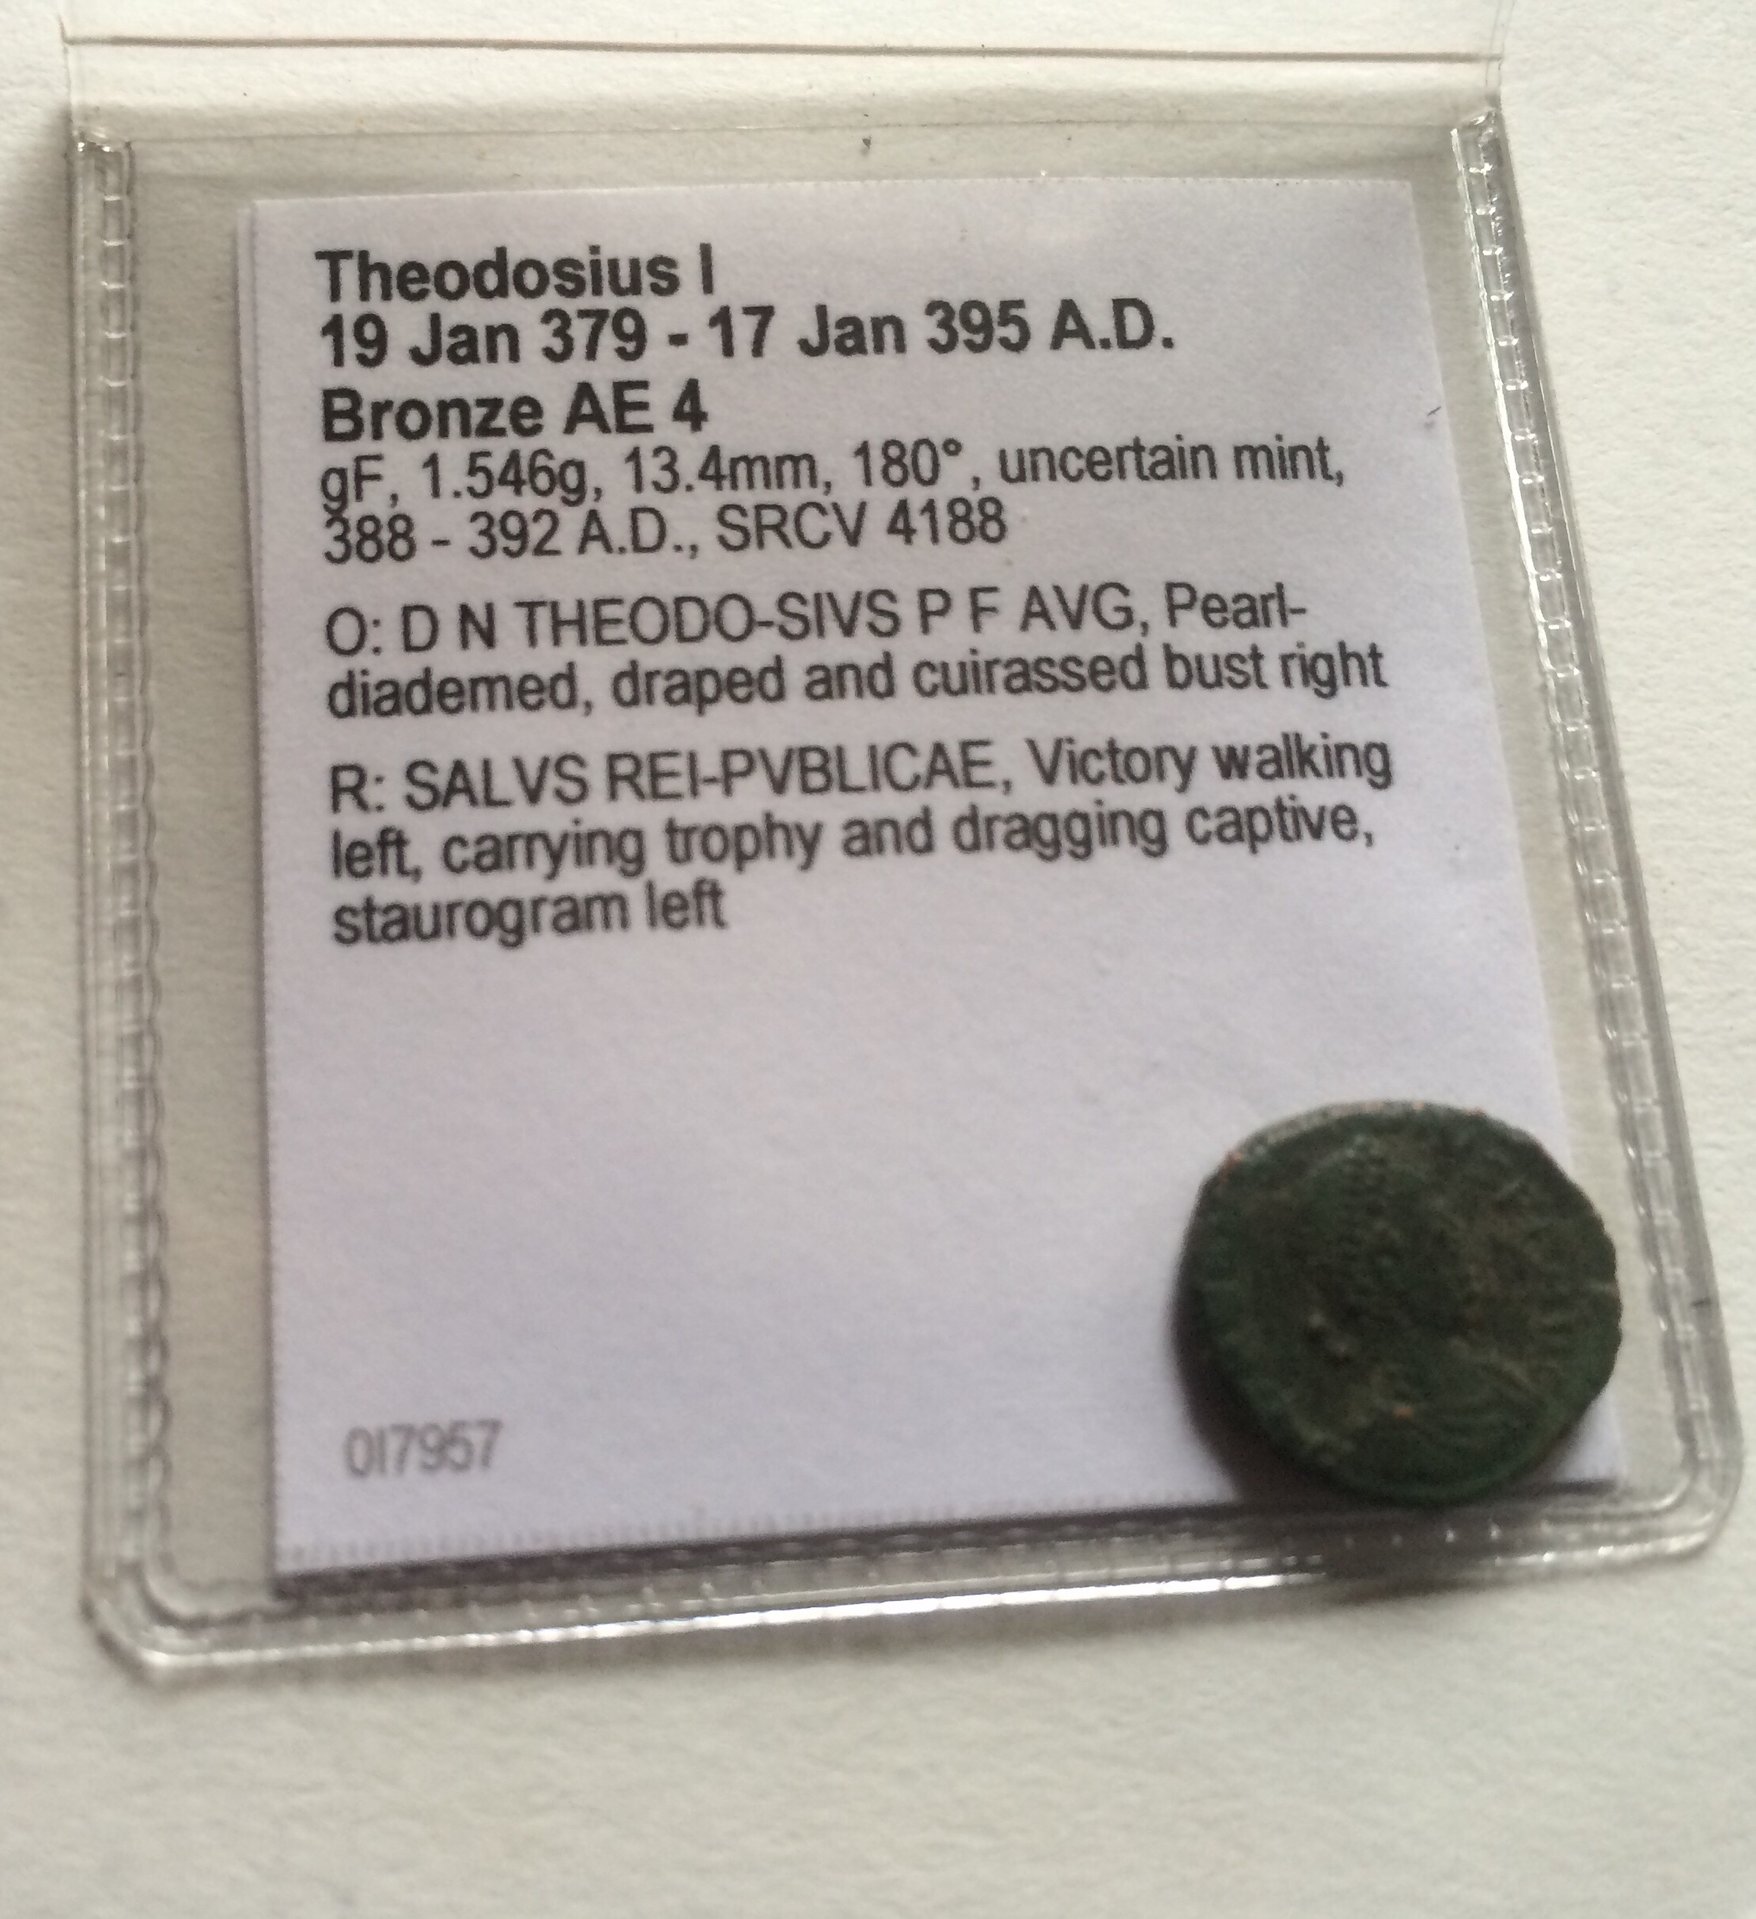 Theodosius I
19 Jan 379 - 17 Jan 395 A.D.
Bronze AE 4
gF, 1.546g, 13.4mm, 180°, uncertain mint,
388 - 392 A.D., SRCV 4188
O: D N THEODO-SIVS P F AVG, Pearl-
diademed, draped and cuirassed bust right
R: SALVS REI-PVBLICAE, Victory walking
left, carrying trophy and dragging captive,
staurogram left
017957